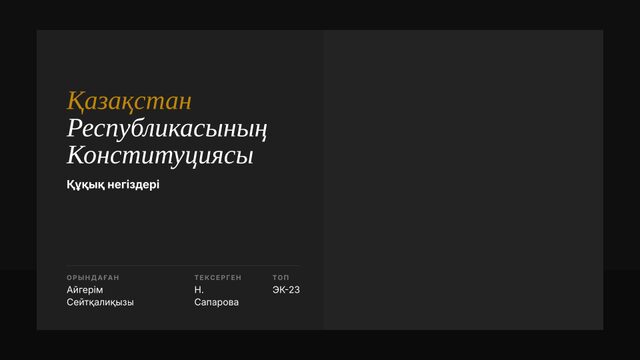 Қазақстан
Республикасының
Конституциясы
Құқық негіздері
ОРЫНДАҒАН
Айгерім
Сейтқалиқызы
ТЕКСЕРГЕН
Н.
Сапарова
ТОП
ЭК-23